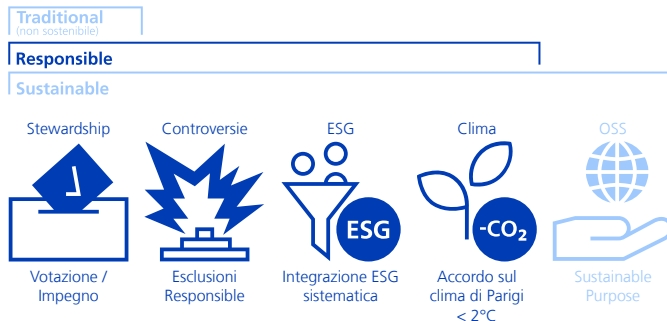 Traditional
(non sostenibile)
Responsible
Sustainable
Stewardship
Controversie
ESG
Clima
OSS
ESG
-CO₂
Votazione /
Impegno
Esclusioni
Responsible
Integrazione ESG
sistematica
Accordo sul
clima di Parigi
< 2°C
Sustainable
Purpose